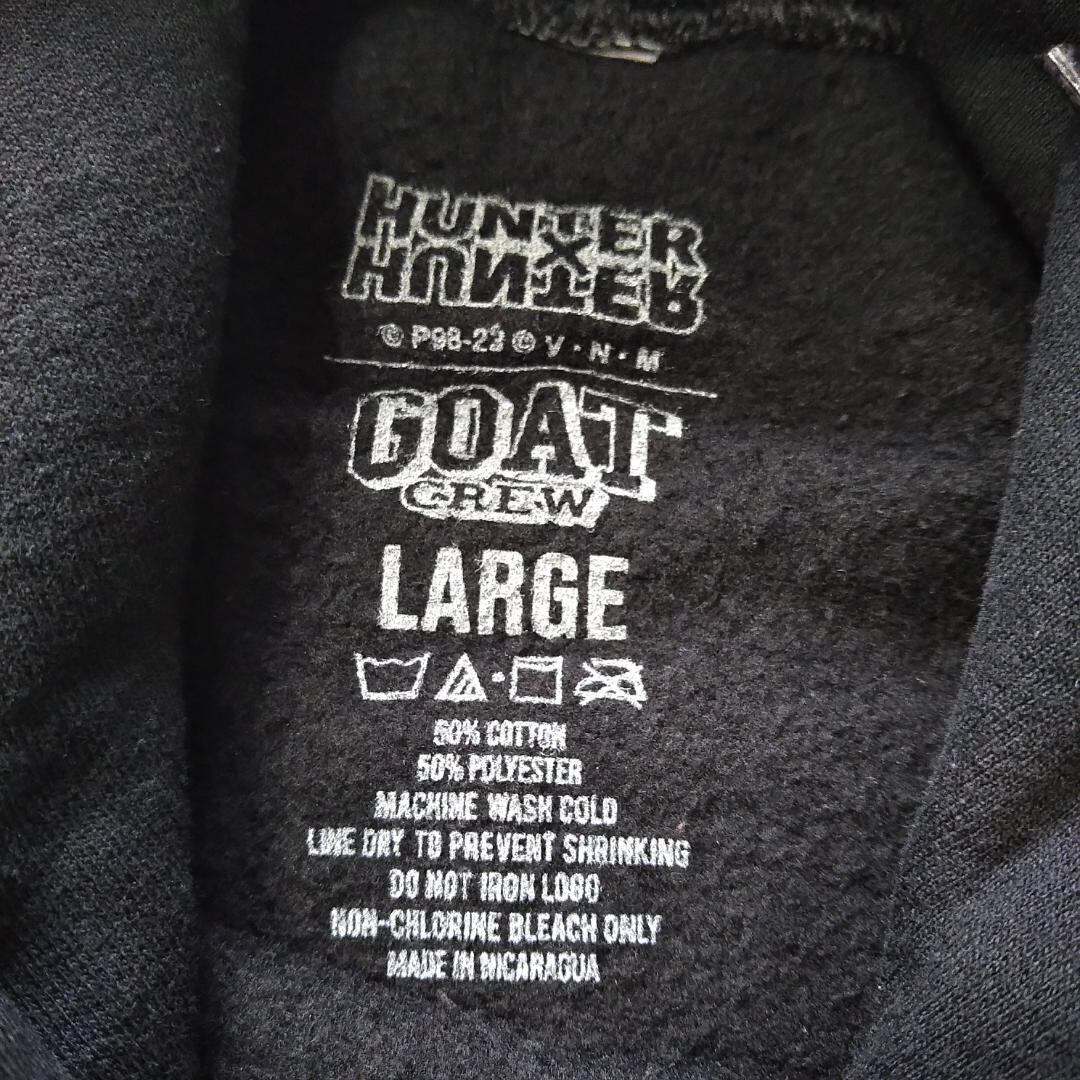 HUNTER
X
HUNTER
© P98-23 © V·N·M
GOAT
CREW
LARGE
50% COTTON
50% POLYESTER
MACHINE WASH COLD
LINE DRY TO PREVENT SHRINKING
DO NOT IRON LOGO
NON-CHLORINE BLEACH ONLY
MADE IN NICARAGUA